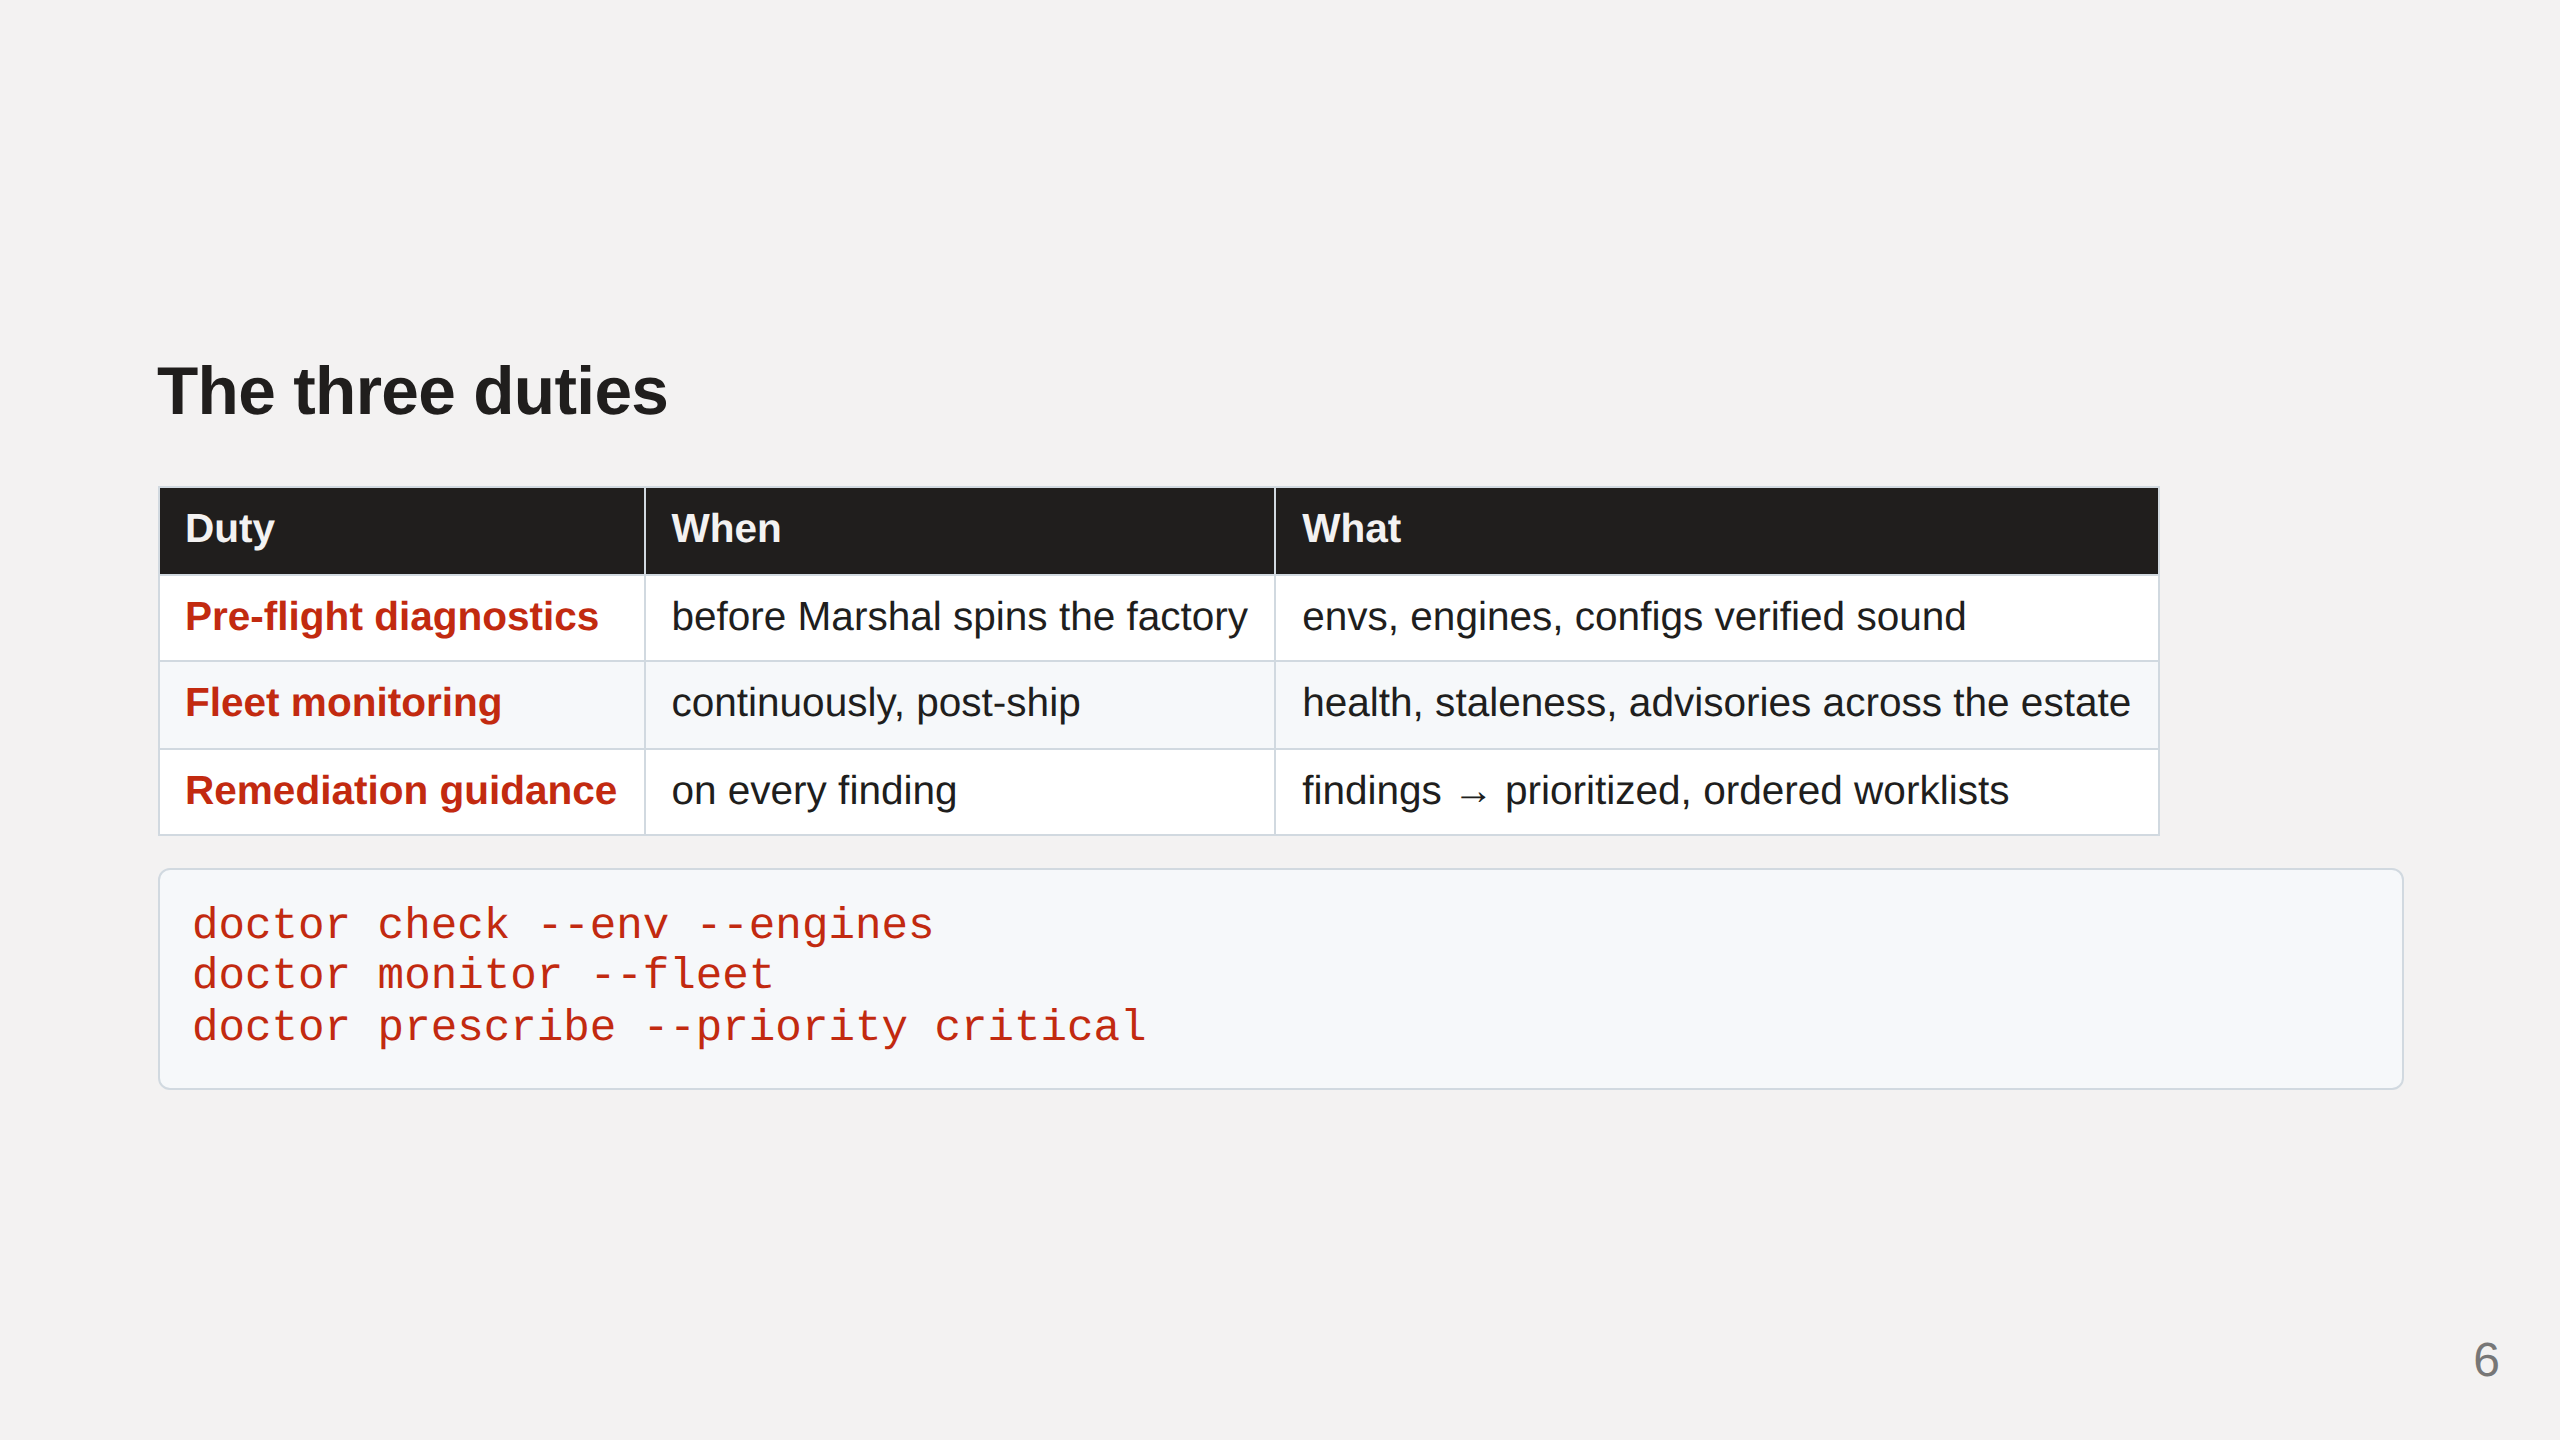 The three duties
Duty When What
Pre-flight diagnostics before Marshal spins the factory envs, engines, configs verified sound
Fleet monitoring continuously, post-ship health, staleness, advisories across the estate
Remediation guidance on every finding findings → prioritized, ordered worklists
doctor check --env --engines
doctor monitor --fleet
doctor prescribe --priority critical
6